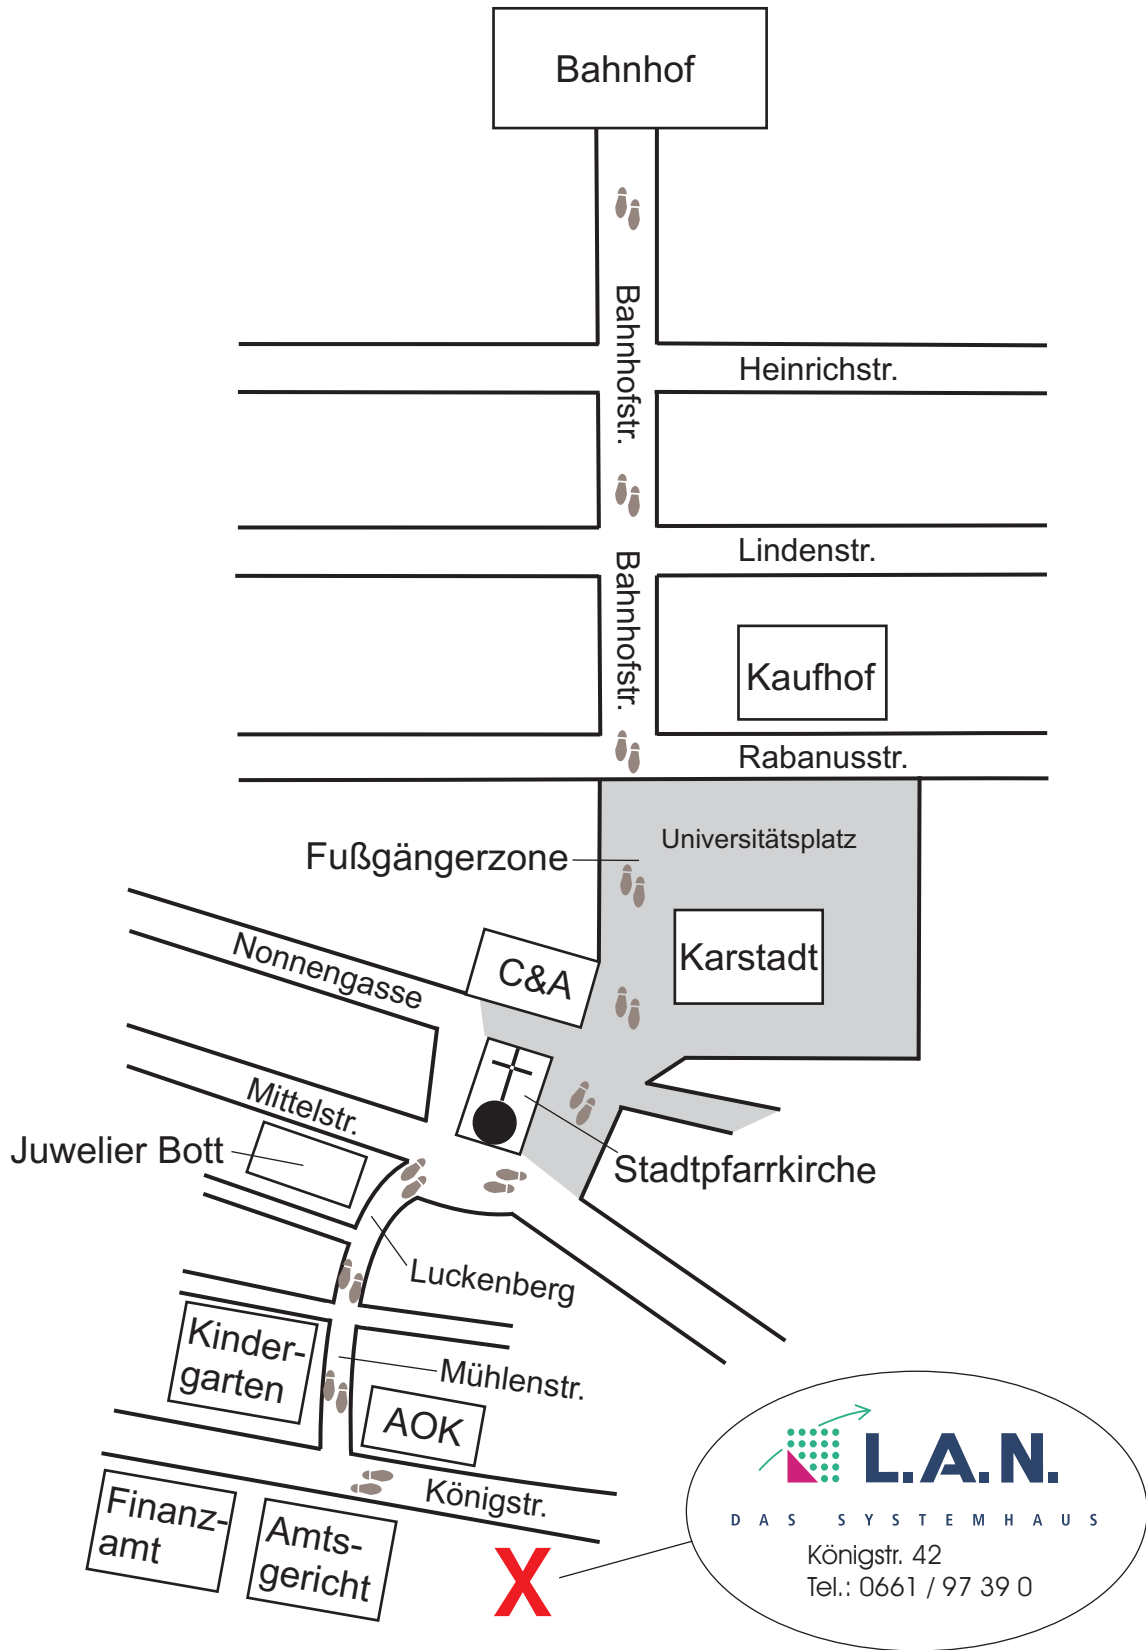 Bahnhof
Bahnhofstr.
Heinrichstr.
Lindenstr.
Bahnhofstr.
Kaufhof
Rabanusstr.
Universitätsplatz
Fußgängerzone
Karstadt
C&A
Nonnengasse
Mittelstr.
Juwelier Bott
Stadtpfarrkirche
Luckenberg
Kinder-
garten
Mühlenstr.
AOK
Königstr.
Finanz-
amt
Amts-
gericht
X
L.A.N.
DAS SYSTEMHAUS
Königstr. 42
Tel.: 0661 / 97 39 0